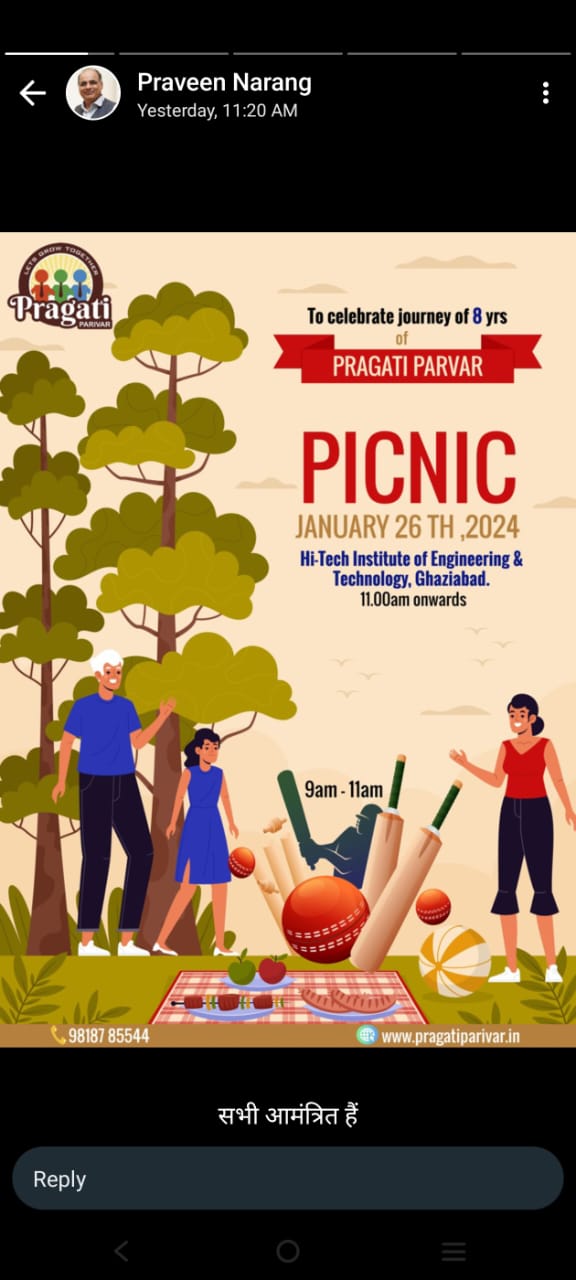 Praveen Narang
Yesterday, 11:20 AM
LETS GROW TOGETHER
Pragati
PARIVAR
To celebrate journey of 8 yrs
of
PRAGATI PARVAR
PICNIC
JANUARY 26 TH ,2024
Hi-Tech Institute of Engineering &
Technology, Ghaziabad.
11.00am onwards
9am - 11am
98187 85544
www.pragatiparivar.in
सभी आमंत्रित हैं
Reply